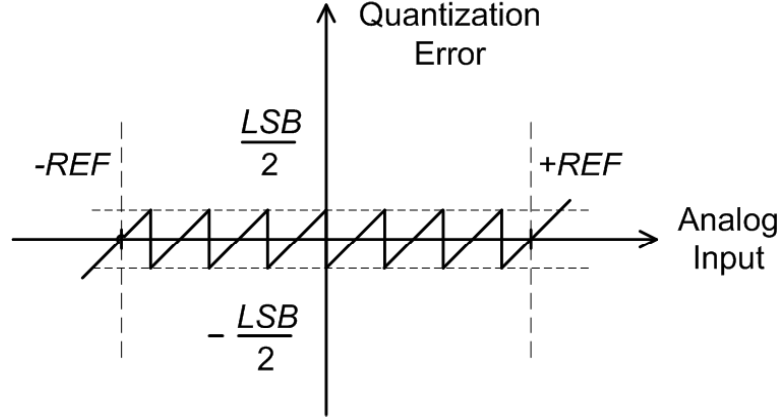 Quantization
Error
LSB
2
-REF
+REF
Analog
Input
- LSB
2